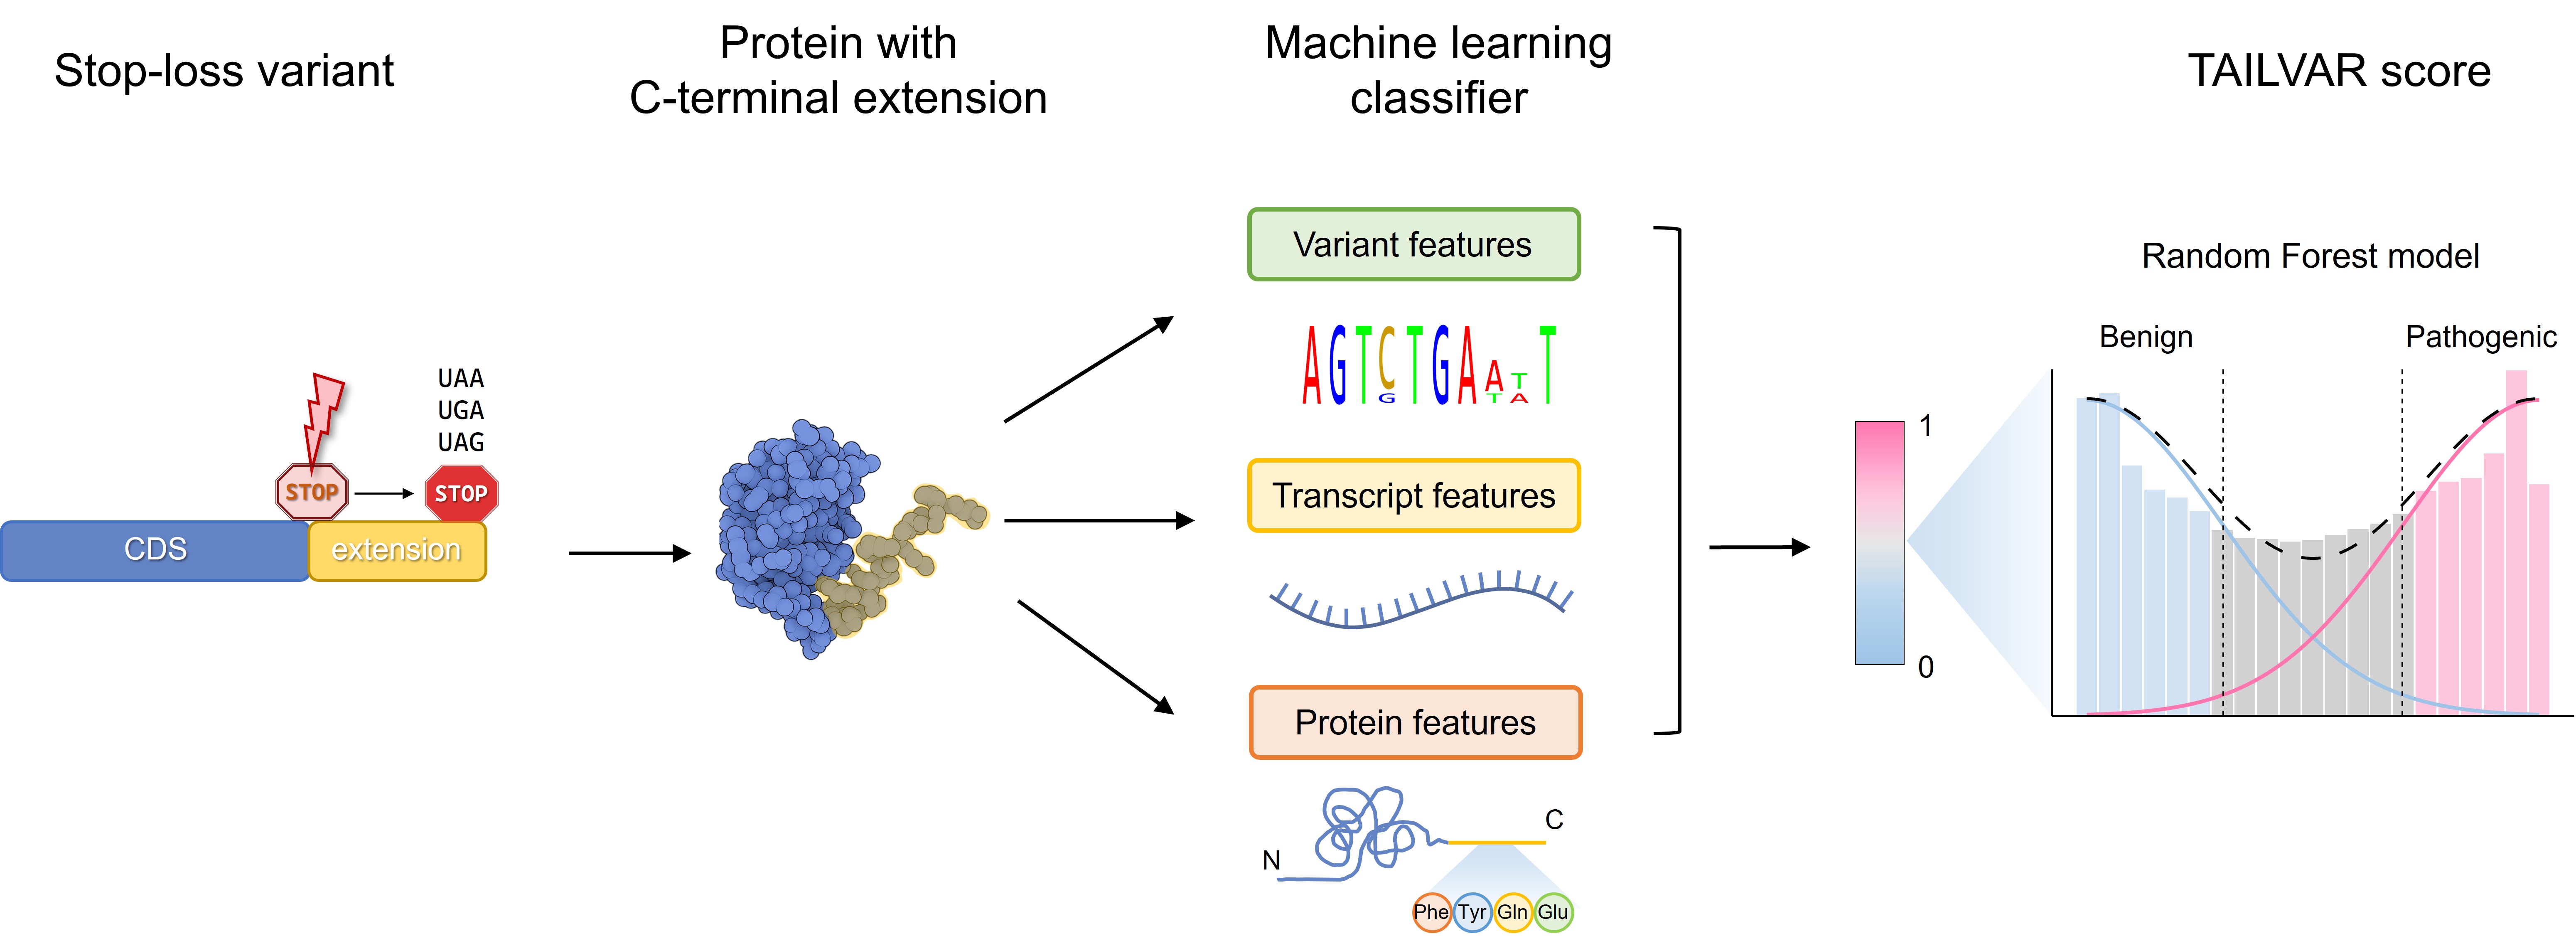 Stop-loss variant
UAA
UGA
UAG
STOP
STOP
CDS
extension
Protein with
C-terminal extension
Machine learning
classifier
Variant features
AGTCTGAATT
G
TA
Transcript features
Protein features
N
C
Phe
Tyr
Gln
Glu
TAILVAR score
Random Forest model
Benign
Pathogenic
1
0